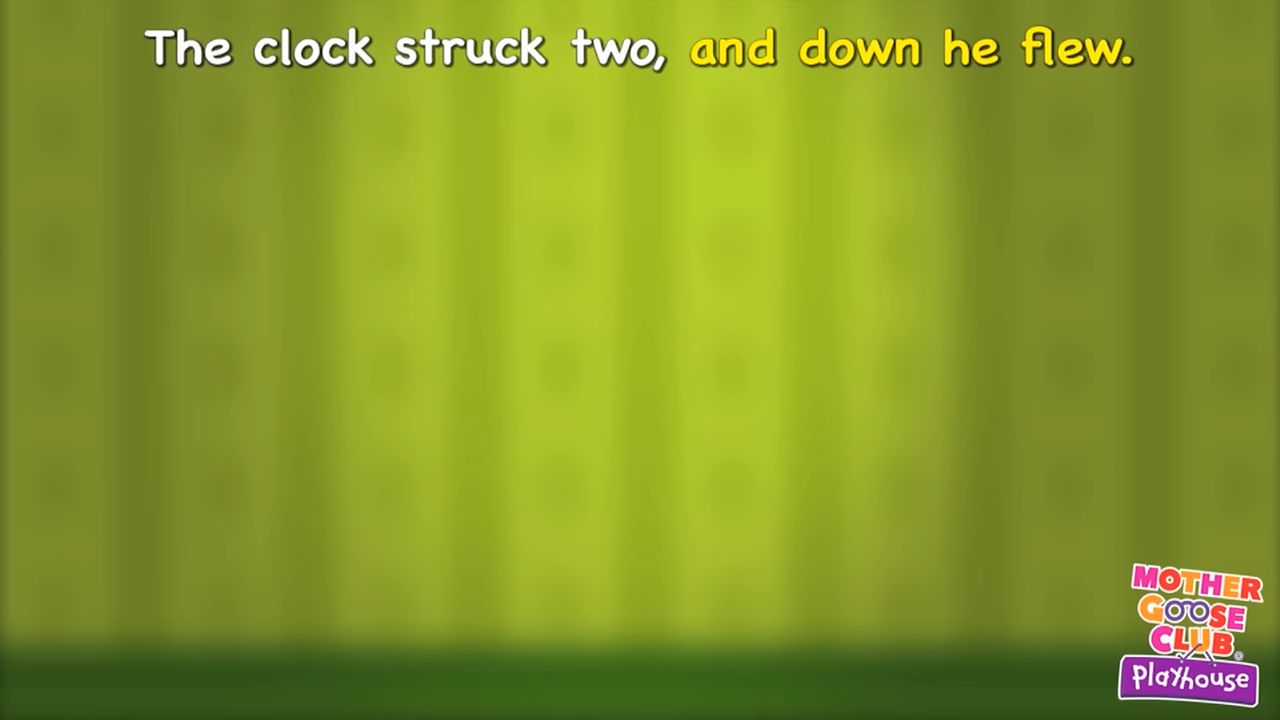 The clock struck two, and down he flew.
MOTHER
GOOSE
CLUB
playhouse